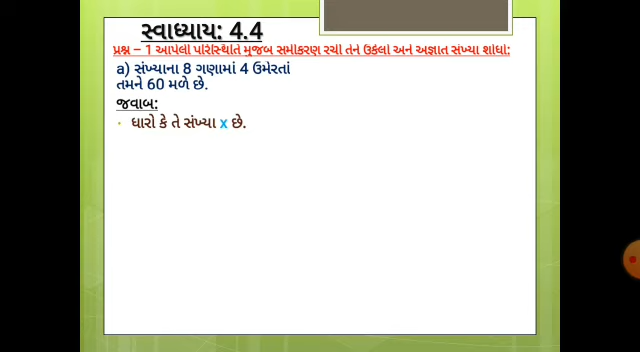 સ્વાધ્યાય: 4.4
પ્રશ્ન – 1 આપેલી પરિસ્થિતિ મુજબ સમીકરણ રચી તેને ઉકેલો અને અજ્ઞાત સંખ્યા શોધો:
a) સંખ્યાના 8 ગણામાં 4 ઉમેરતાં
તમને 60 મળે છે.
જવાબ:
• ધારો કે તે સંખ્યા x છે.